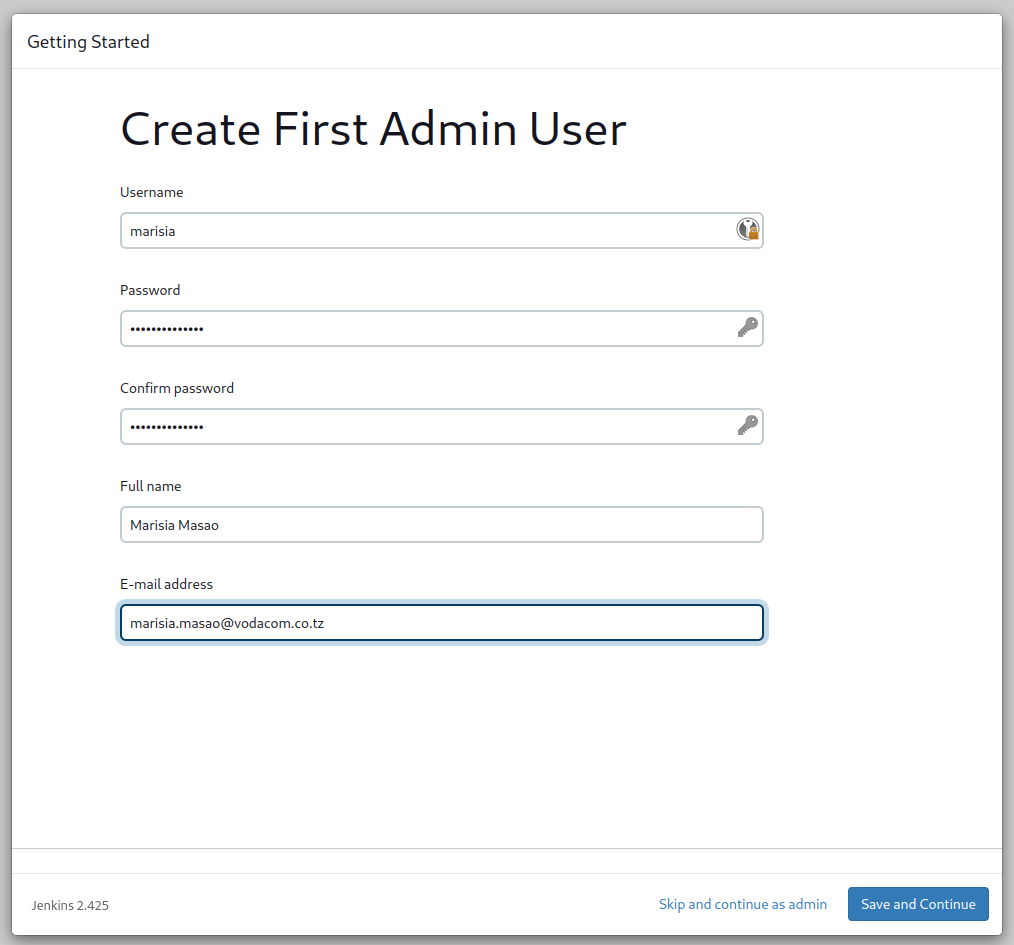 Getting Started
Create First Admin User
Username
marisia
Password
••••••••••••••
Confirm password
••••••••••••••
Full name
Marisia Masao
E-mail address
marisia.masao@vodacom.co.tz
Jenkins 2.425
Skip and continue as admin
Save and Continue